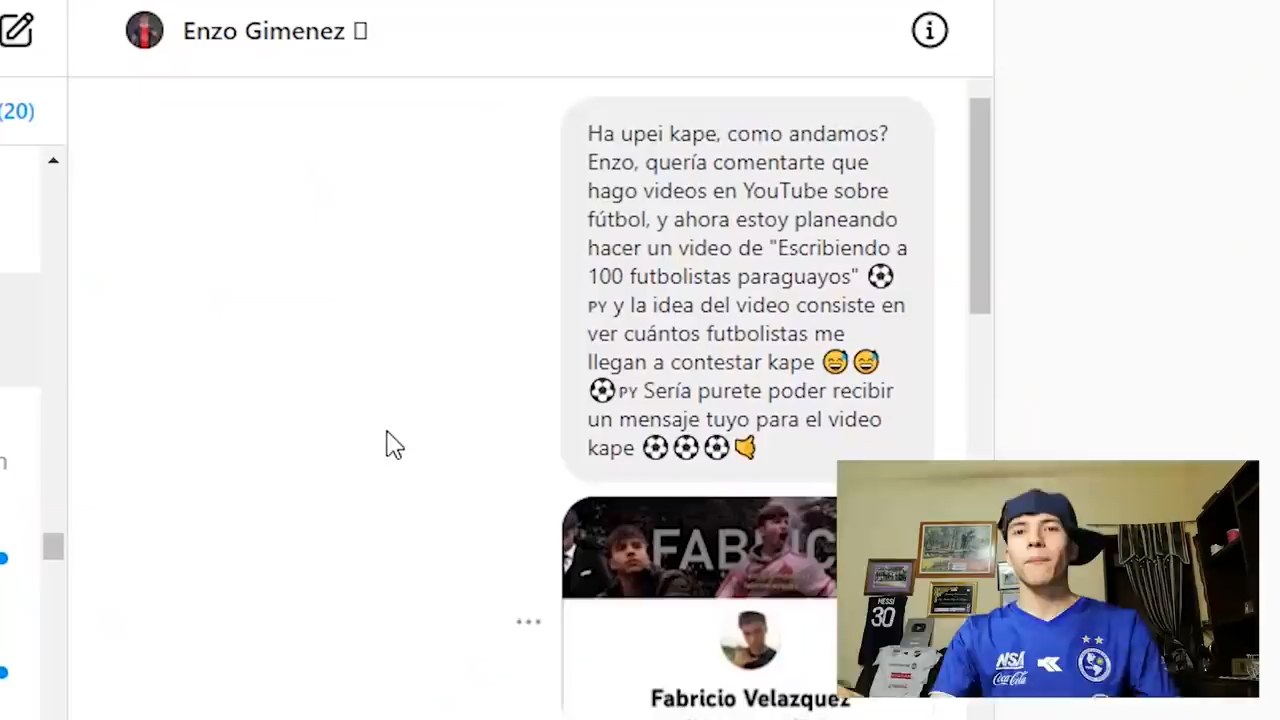 Enzo Gimenez
(20)
Ha upei kape, como andamos?
Enzo, quería comentarte que
hago videos en YouTube sobre
fútbol, y ahora estoy planeando
hacer un video de "Escribiendo a
100 futbolistas paraguayos" ⚽
PY y la idea del video consiste en
ver cuántos futbolistas me
llegan a contestar kape 😅😅
⚽PY Sería purete poder recibir
un mensaje tuyo para el video
kape ⚽⚽⚽🤙
n
FABRIC
Fabricio Velazquez
MESSI
30
NSA
Coca-Cola